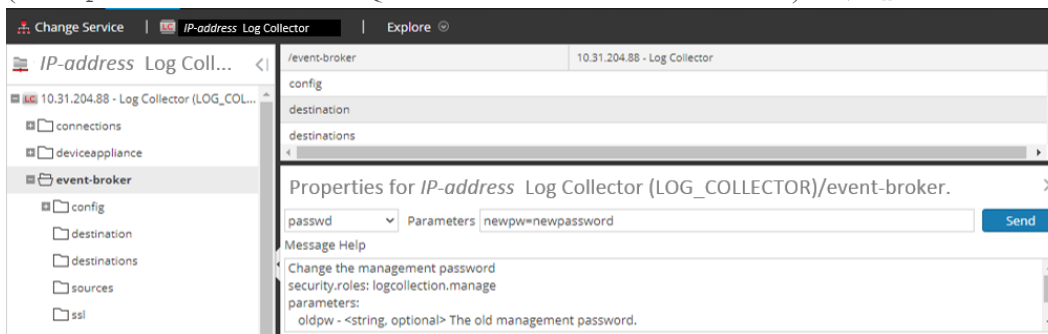 Change Service LC IP-address Log Collector Explore
IP-address Log Coll...
/event-broker 10.31.204.88 - Log Collector
config
destination
destinations
LC 10.31.204.88 - Log Collector (LOG_COL...
connections
deviceappliance
event-broker
config
destination
destinations
sources
ssl
Properties for IP-address Log Collector (LOG_COLLECTOR)/event-broker.
passwd Parameters newpw=newpassword Send
Message Help
Change the management password
security.roles: logcollection.manage
parameters:
oldpw - <string, optional> The old management password.